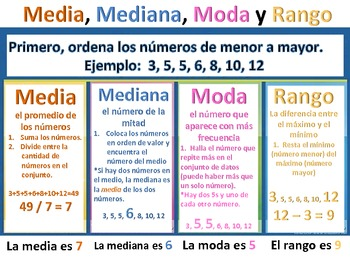 Media, Mediana, Moda y Rango
Primero, ordena los números de menor a mayor.
Ejemplo: 3, 5, 5, 6, 8, 10, 12
Media
el promedio de
los números
1. Suma los números.
2. Divide entre la
cantidad de
números en el
conjunto.
3+5+5+6+8+10+12=49
49 / 7 = 7
La media es 7
Mediana
el número de
la mitad
1. Coloca los números
en orden de valor y
encuentra el
número del medio
*Si hay dos números en
el medio, la mediana es
la media de los dos
números.
3, 5, 5, 6, 8, 10, 12
La mediana es 6
Moda
el número que
aparece con más
frecuencia
1. Halla el número que
repite más en el
conjunto de datos
(puede haber más que
un solo número).
*hay dos 5s y uno de
cada otro número.
3, 5, 5, 6, 8, 10, 12
La moda es 5
Rango
La diferencia entre
el máximo y el
mínimo
1. Resta el mínimo
(número menor) del
máximo (número
mayor)
3, 5, 5, 6, 8, 10, 12
12 – 3 = 9
El rango es 9